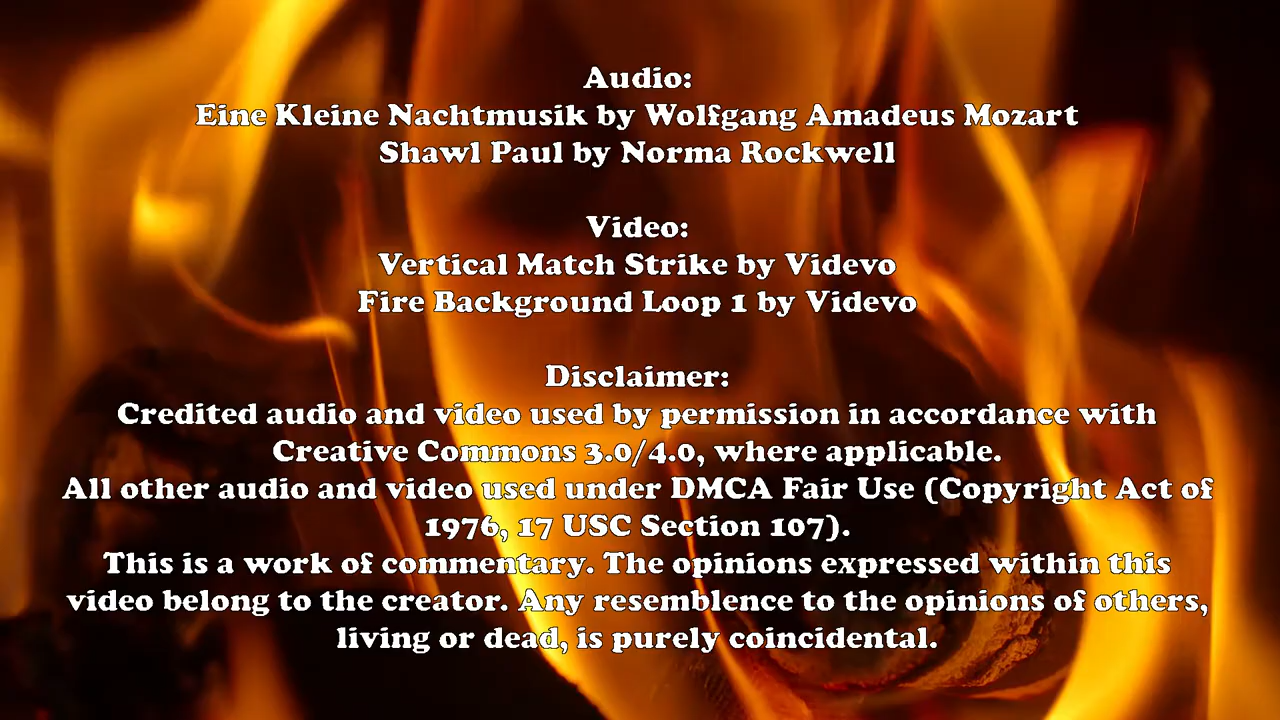 Audio:
Eine Kleine Nachtmusik by Wolfgang Amadeus Mozart
Shawl Paul by Norma Rockwell
Video:
Vertical Match Strike by Videvo
Fire Background Loop 1 by Videvo
Disclaimer:
Credited audio and video used by permission in accordance with
Creative Commons 3.0/4.0, where applicable.
All other audio and video used under DMCA Fair Use (Copyright Act of
1976, 17 USC Section 107).
This is a work of commentary. The opinions expressed within this
video belong to the creator. Any resemblence to the opinions of others,
living or dead, is purely coincidental.